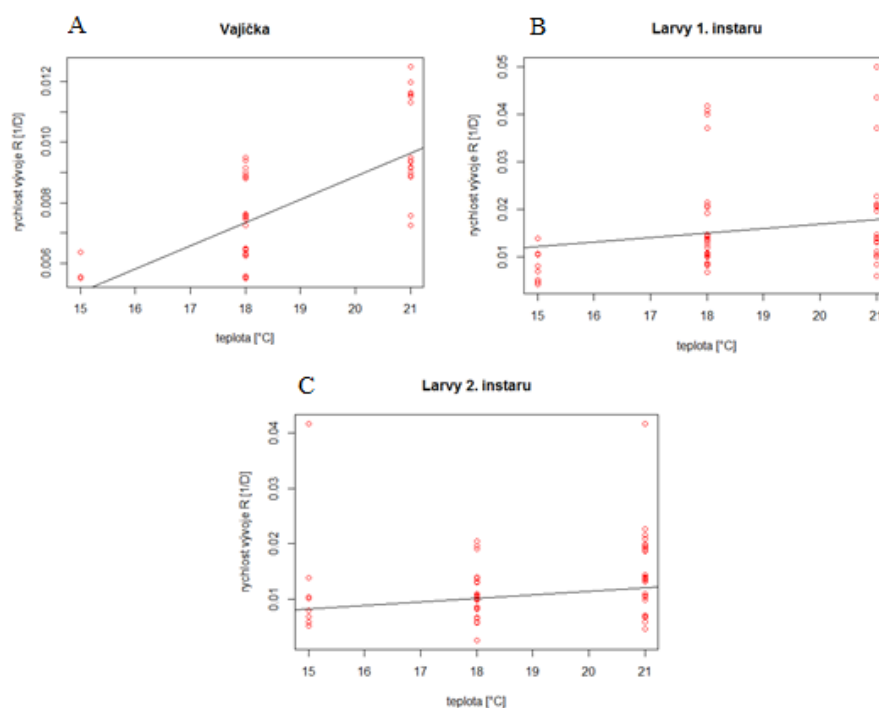 A
Vajíčka
rychlost vývoje R [1/D]
0.012
0.010
0.008
0.006
15 16 17 18 19 20 21
teplota [°C]
B
Larvy 1. instaru
rychlost vývoje R [1/D]
0.05
0.04
0.03
0.02
0.01
15 16 17 18 19 20 21
teplota [°C]
C
Larvy 2. instaru
rychlost vývoje R [1/D]
0.04
0.03
0.02
0.01
15 16 17 18 19 20 21
teplota [°C]